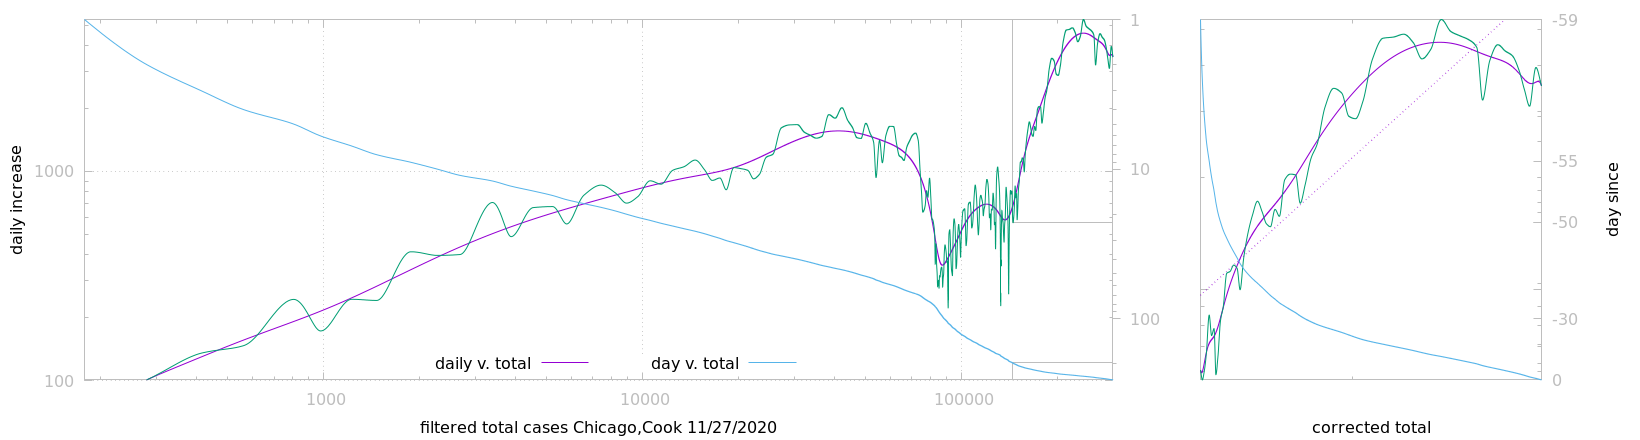 daily increase
1000
100
daily v. total
day v. total
1
10
100
1000
10000
100000
filtered total cases Chicago,Cook 11/27/2020
-59
-55
-50
-30
0
day since
corrected total